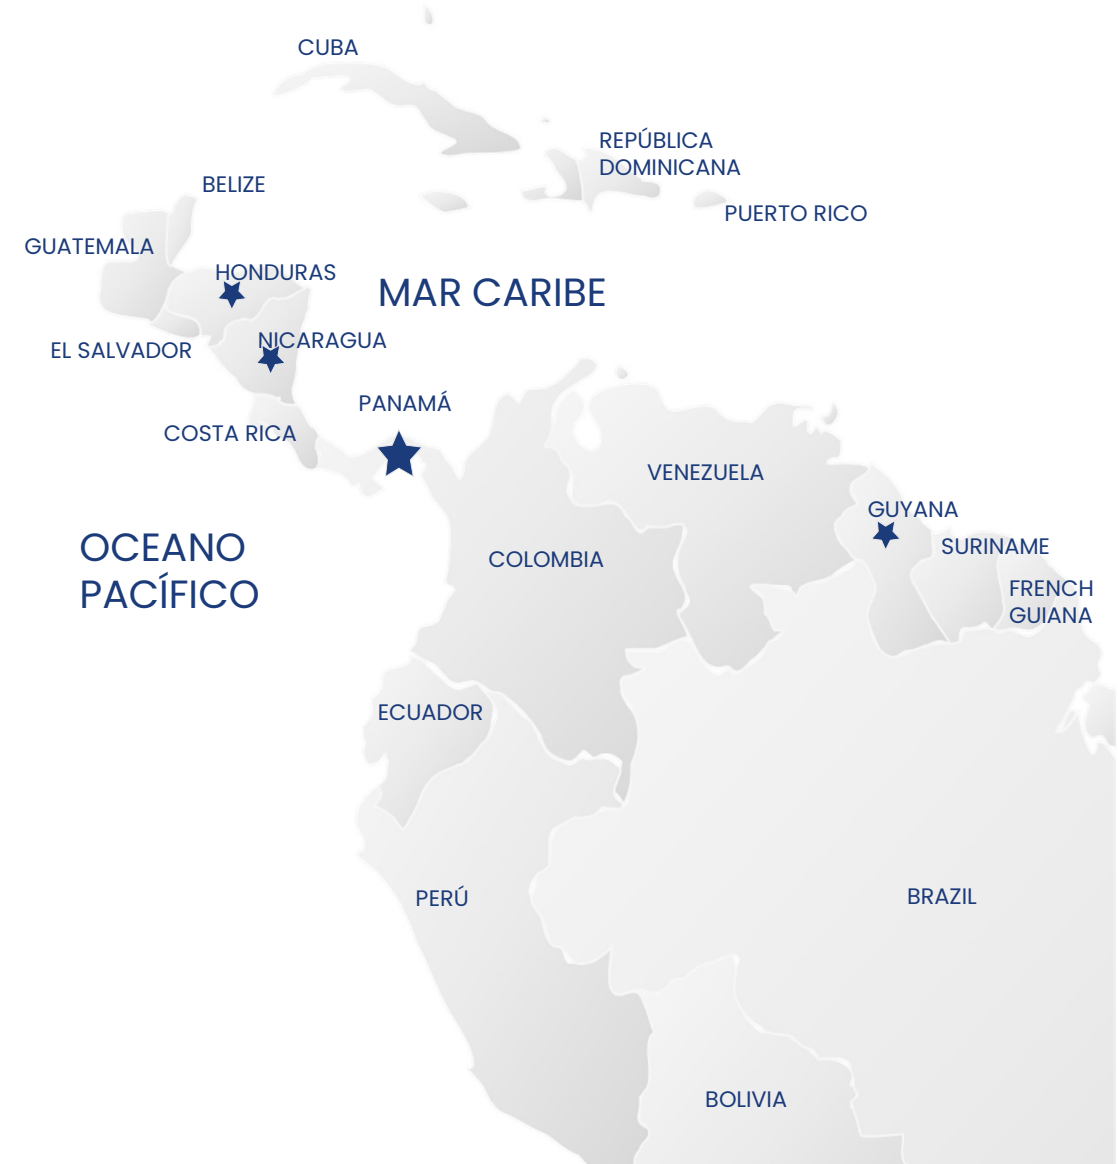 CUBA
REPÚBLICA
DOMINICANA
BELIZE
PUERTO RICO
GUATEMALA
HONDURAS
MAR CARIBE
NICARAGUA
EL SALVADOR
PANAMÁ
COSTA RICA
VENEZUELA
GUYANA
OCEANO
PACÍFICO
SURINAME
COLOMBIA
FRENCH
GUIANA
ECUADOR
PERÚ
BRAZIL
BOLIVIA